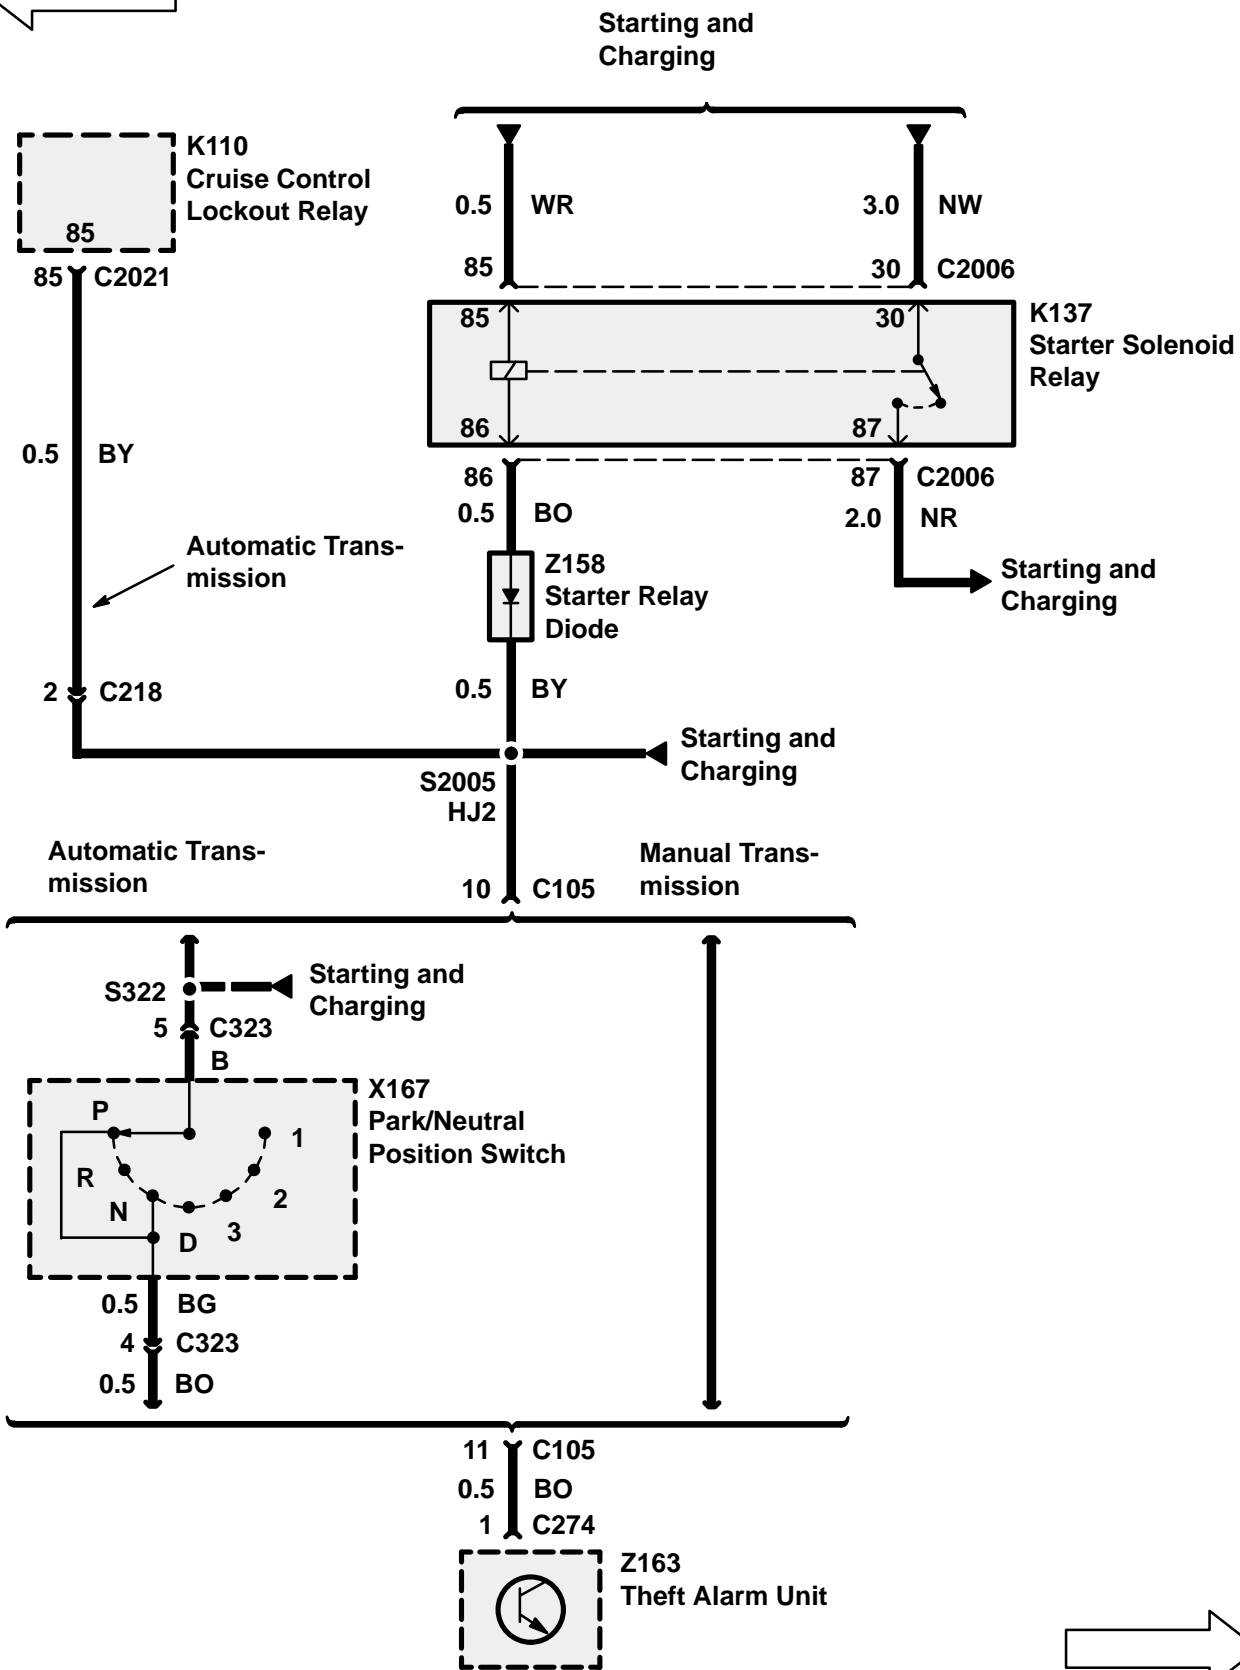 Starting and
Charging
K110
Cruise Control
Lockout Relay
85
85 C2021
0.5 WR
3.0 NW
85
30 C2006
85
30
K137
Starter Solenoid
Relay
86
87
86
87 C2006
0.5 BY
0.5 BO
2.0 NR
Automatic Trans-
mission
Z158
Starter Relay
Diode
Starting and
Charging
2 C218
0.5 BY
Starting and
Charging
S2005
HJ2
Automatic Trans-
mission
Manual Trans-
mission
10 C105
S322
Starting and
Charging
5 C323
B
X167
Park/Neutral
Position Switch
P
1
R
2
N
3
D
0.5 BG
4 C323
0.5 BO
11 C105
0.5 BO
1 C274
Z163
Theft Alarm Unit